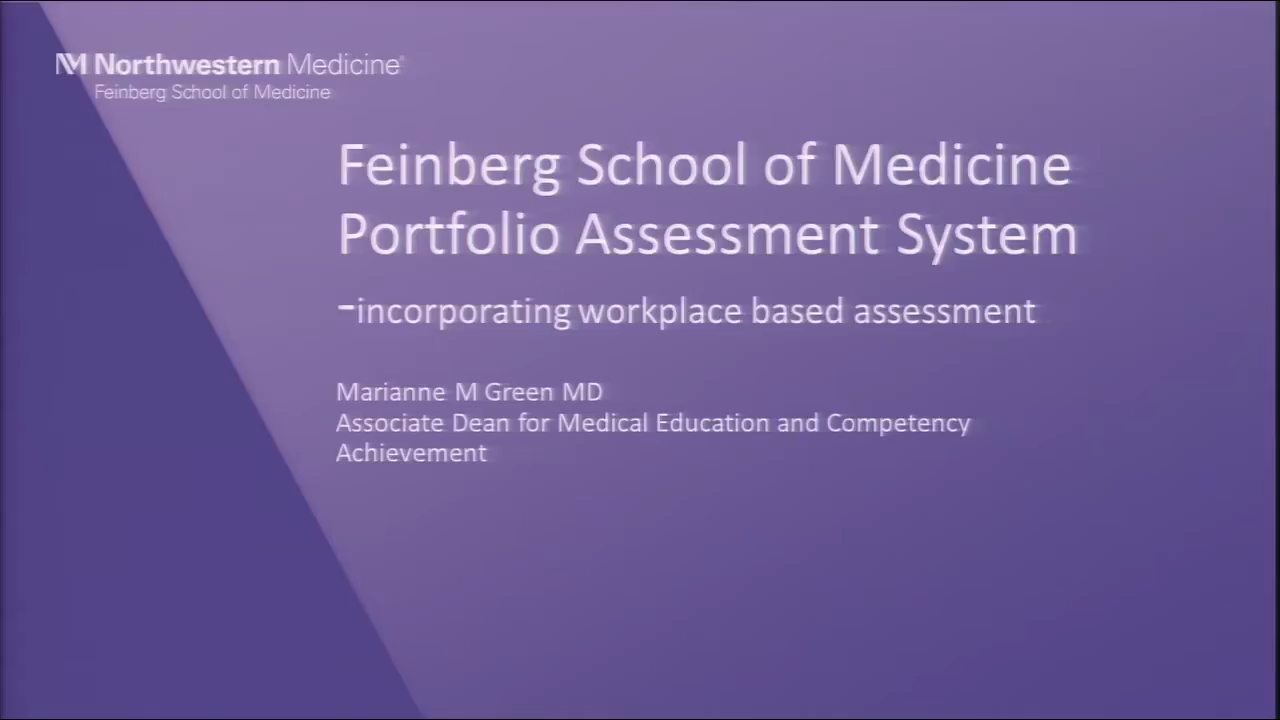 NM Northwestern Medicine®
Feinberg School of Medicine
Feinberg School of Medicine
Portfolio Assessment System
-incorporating workplace based assessment
Marianne M Green MD
Associate Dean for Medical Education and Competency
Achievement